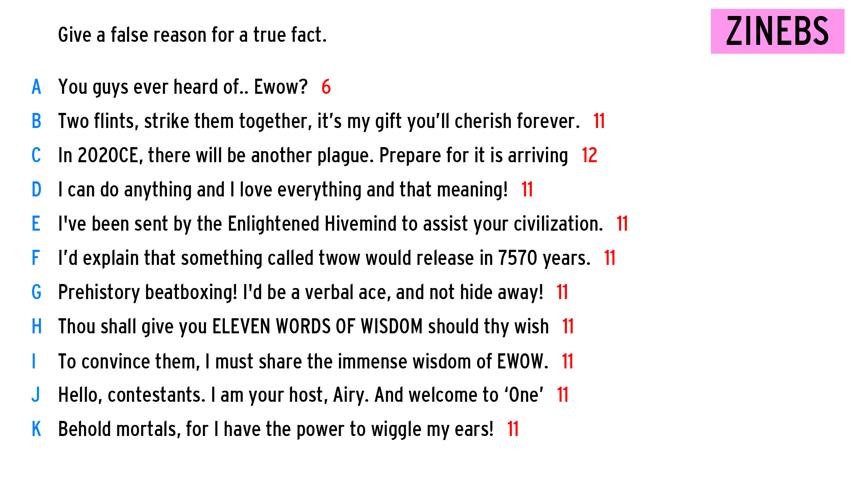 Give a false reason for a true fact.
ZINEBS
A You guys ever heard of.. Ewow? 6
B Two flints, strike them together, it’s my gift you’ll cherish forever. 11
C In 2020CE, there will be another plague. Prepare for it is arriving 12
D I can do anything and I love everything and that meaning! 11
E I've been sent by the Enlightened Hivemind to assist your civilization. 11
F I’d explain that something called twow would release in 7570 years. 11
G Prehistory beatboxing! I'd be a verbal ace, and not hide away! 11
H Thou shall give you ELEVEN WORDS OF WISDOM should thy wish 11
I To convince them, I must share the immense wisdom of EWOW. 11
J Hello, contestants. I am your host, Airy. And welcome to ‘One’ 11
K Behold mortals, for I have the power to wiggle my ears! 11